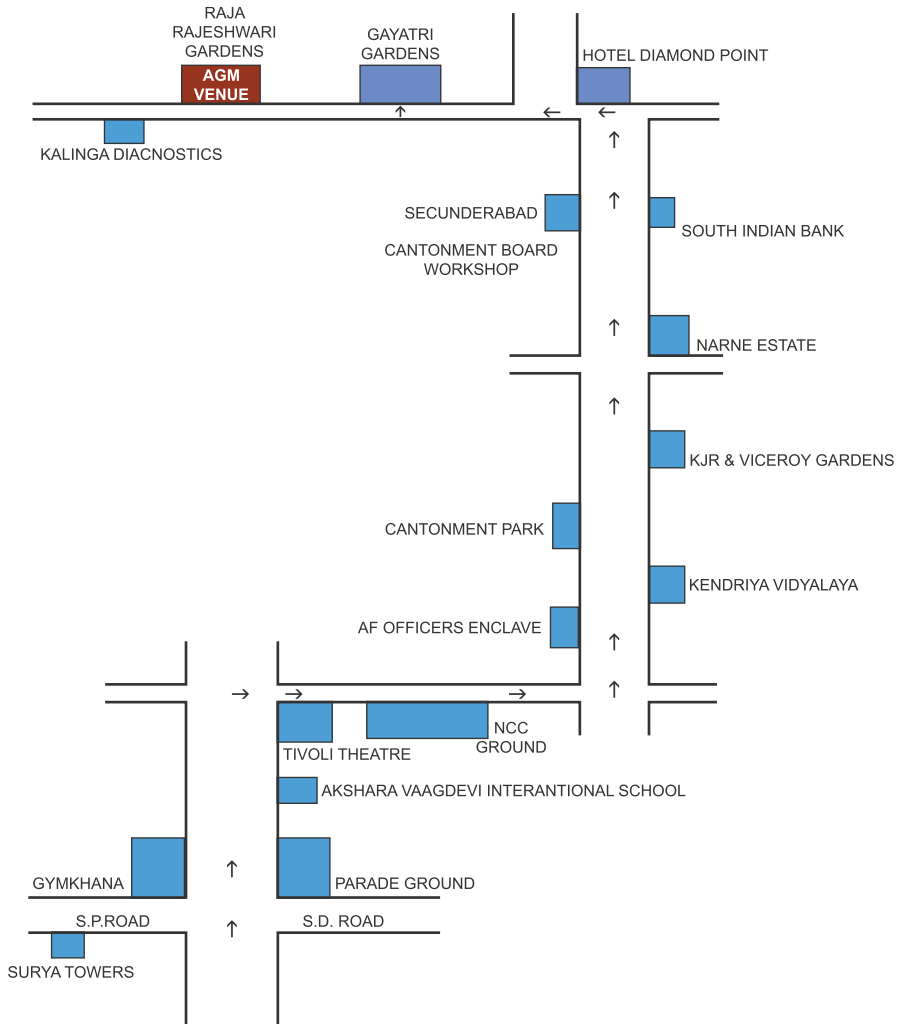 RAJA
RAJESHWARI
GARDENS
AGM
VENUE
GAYATRI
GARDENS
HOTEL DIAMOND POINT
KALINGA DIACNOSTICS
SECUNDERABAD
CANTONMENT BOARD
WORKSHOP
SOUTH INDIAN BANK
NARNE ESTATE
KJR & VICEROY GARDENS
CANTONMENT PARK
KENDRIYA VIDYALAYA
AF OFFICERS ENCLAVE
TIVOLI THEATRE
NCC
GROUND
AKSHARA VAAGDEVI INTERANTIONAL SCHOOL
GYMKHANA
PARADE GROUND
S.P.ROAD
S.D. ROAD
SURYA TOWERS